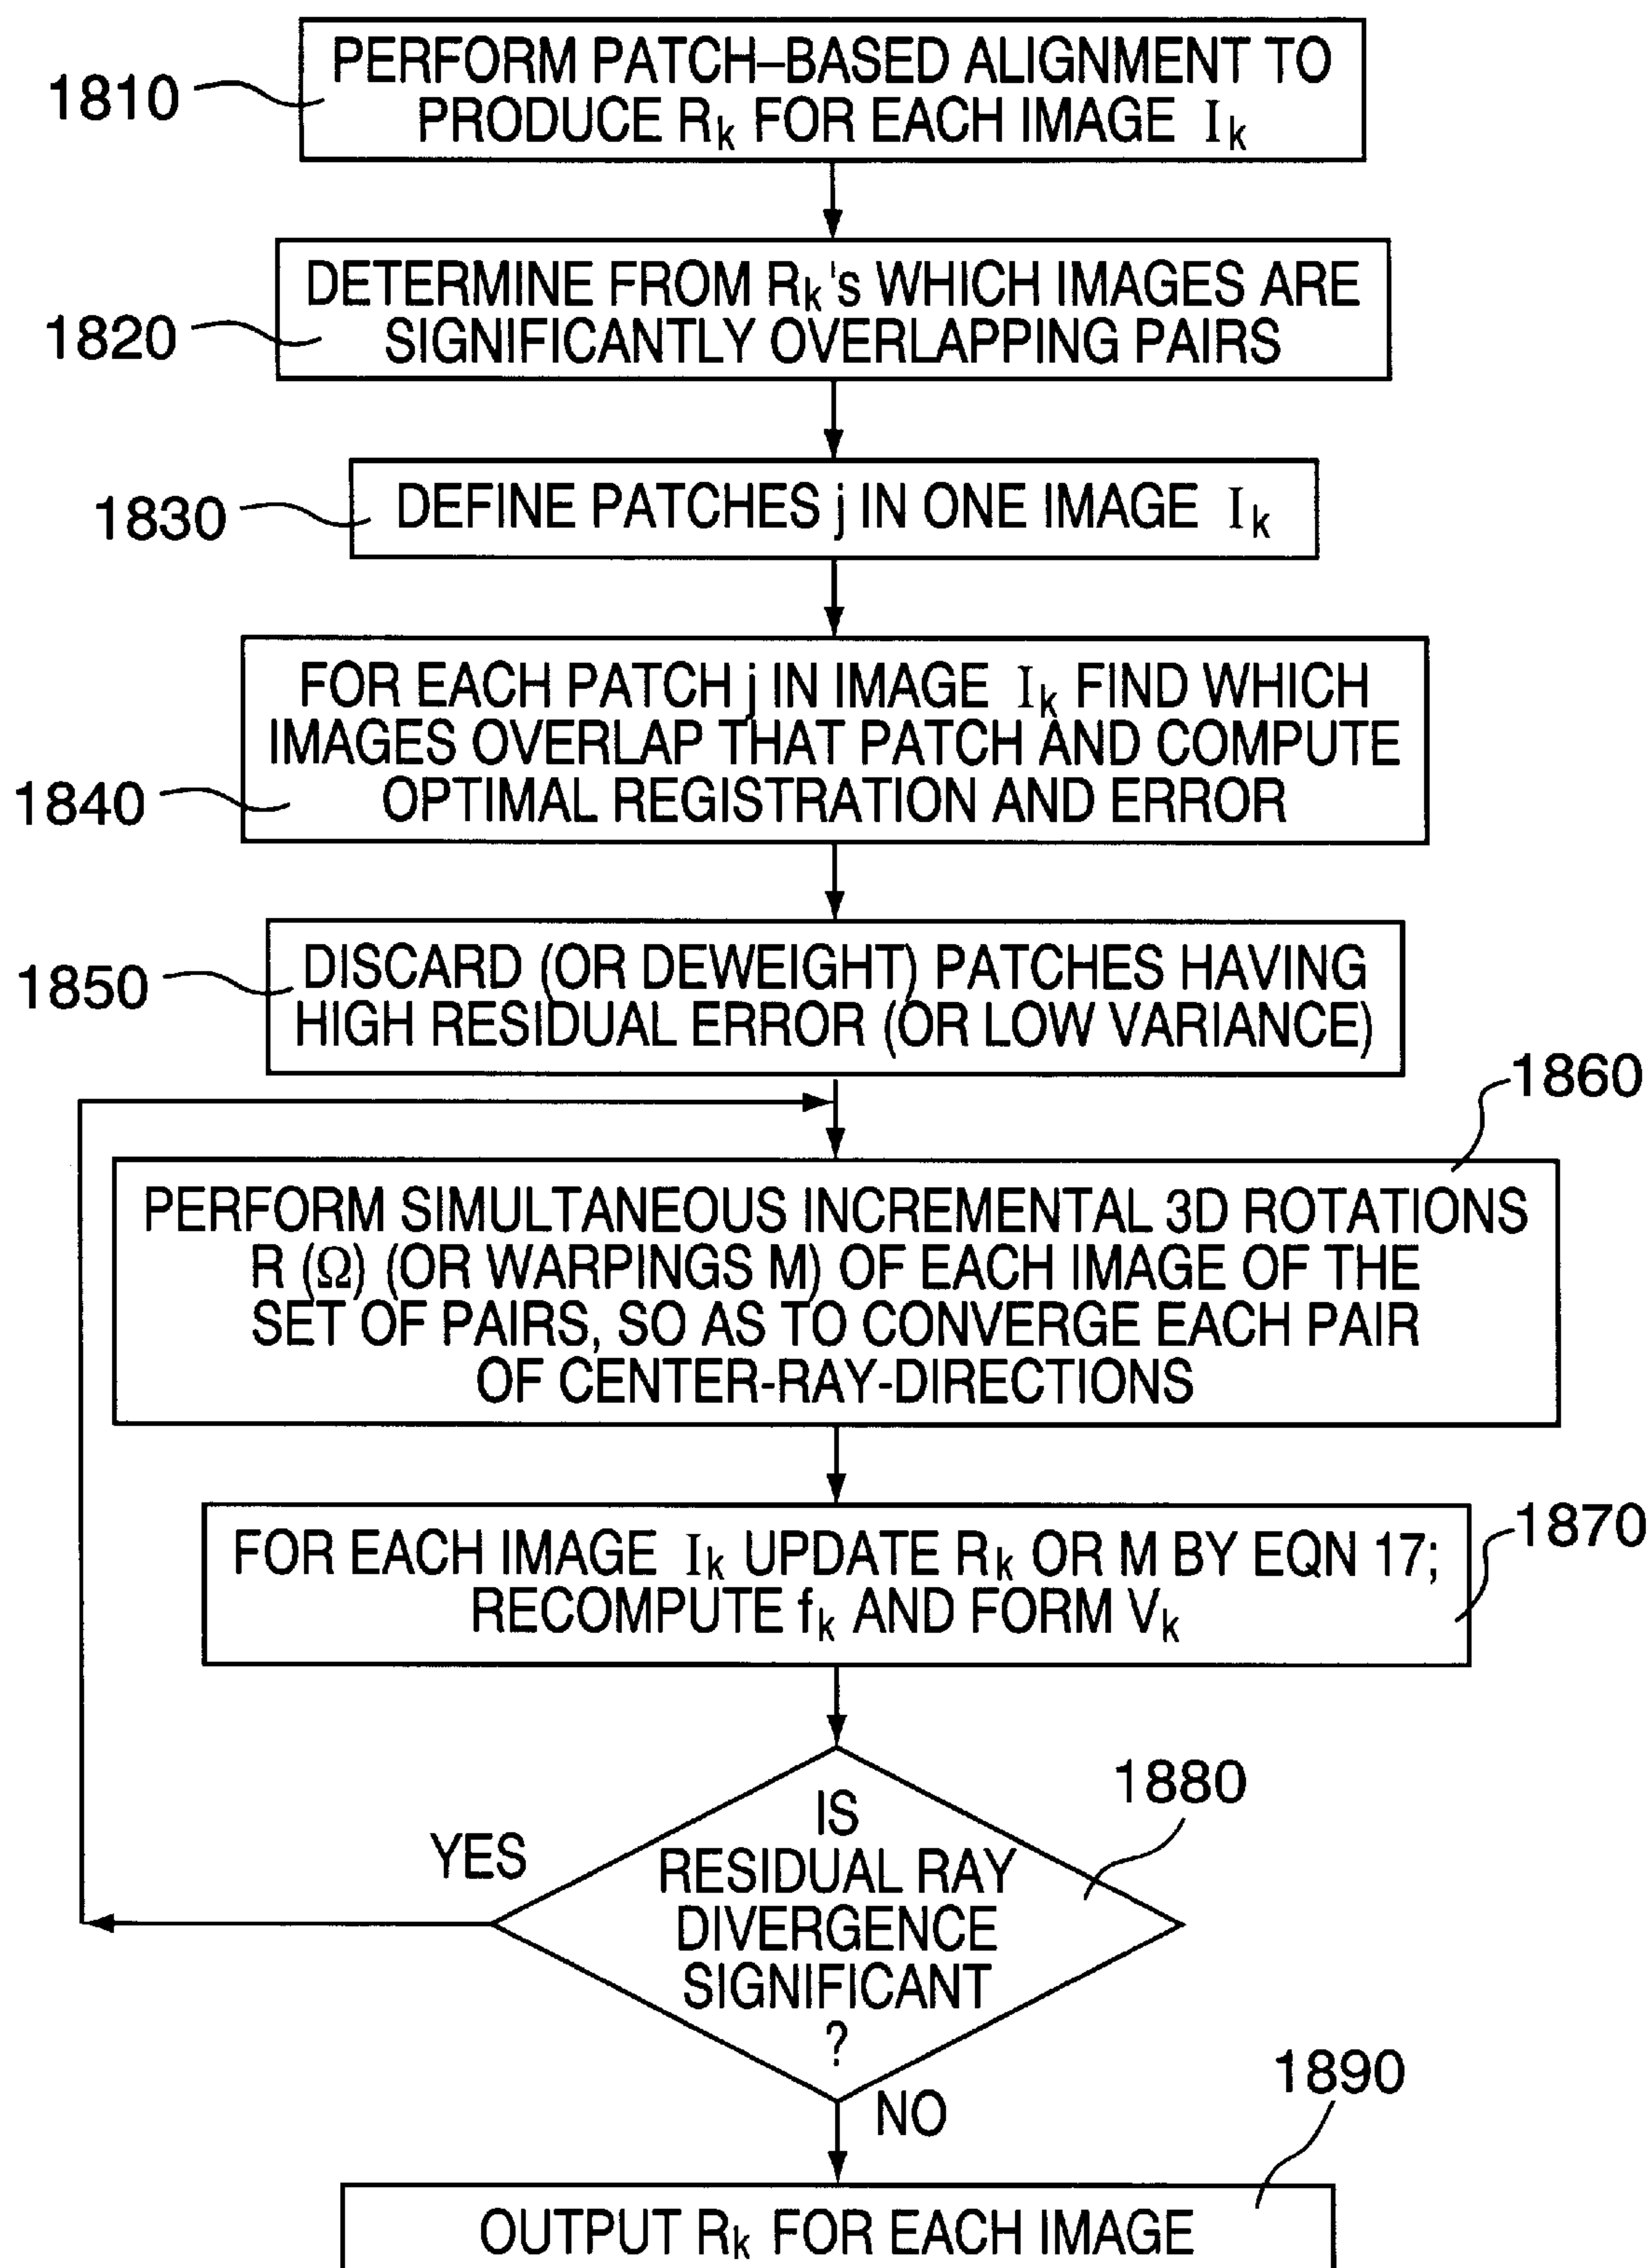 PERFORM PATCH–BASED ALIGNMENT TO
PRODUCE Rk FOR EACH IMAGE Ik
1810
DETERMINE FROM Rk's WHICH IMAGES ARE
SIGNIFICANTLY OVERLAPPING PAIRS
1820
DEFINE PATCHES j IN ONE IMAGE Ik
1830
FOR EACH PATCH j IN IMAGE Ik FIND WHICH
IMAGES OVERLAP THAT PATCH AND COMPUTE
OPTIMAL REGISTRATION AND ERROR
1840
DISCARD (OR DEWEIGHT) PATCHES HAVING
HIGH RESIDUAL ERROR (OR LOW VARIANCE)
1850
1860
PERFORM SIMULTANEOUS INCREMENTAL 3D ROTATIONS
R (Ω) (OR WARPINGS M) OF EACH IMAGE OF THE
SET OF PAIRS, SO AS TO CONVERGE EACH PAIR
OF CENTER-RAY-DIRECTIONS
1870
FOR EACH IMAGE Ik UPDATE Rk OR M BY EQN 17;
RECOMPUTE fk AND FORM Vk
1880
IS
RESIDUAL RAY
DIVERGENCE
SIGNIFICANT
?
YES
NO
1890
OUTPUT Rk FOR EACH IMAGE